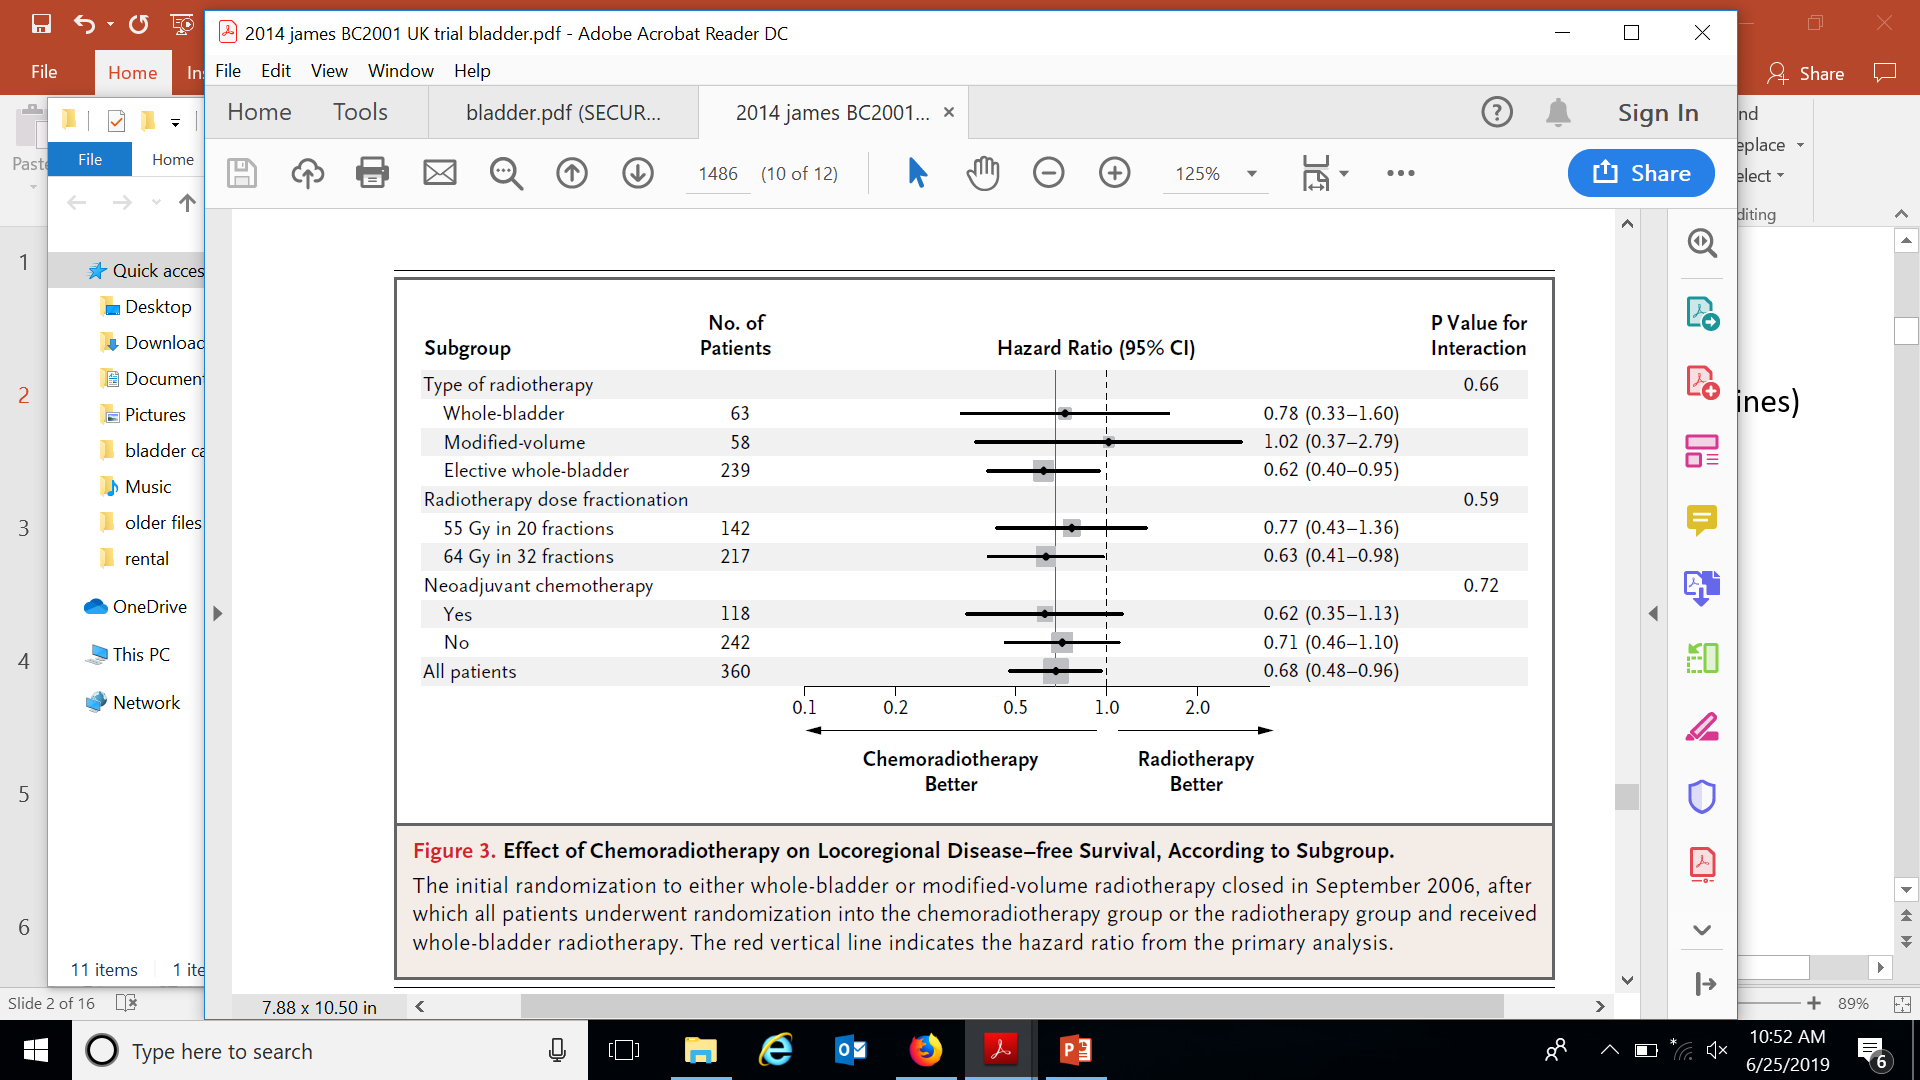 2014 james BC2001 UK trial bladder.pdf - Adobe Acrobat Reader DC
File Edit View Window Help
Home Tools bladder.pdf (SECUR... 2014 james BC2001... × Sign In
1486 (10 of 12) 125% Share
File Home
Share
Paste
File Home
Quick acces
Desktop
Download
Documen
Pictures
bladder ca
Music
older files
rental
OneDrive
This PC
Network
11 items 1 ite
Slide 2 of 16
1
2
3
4
5
6
Subgroup
No. of
Patients
Hazard Ratio (95% CI)
P Value for
Interaction
Type of radiotherapy 0.66
Whole-bladder 63 0.78 (0.33–1.60)
Modified-volume 58 1.02 (0.37–2.79)
Elective whole-bladder 239 0.62 (0.40–0.95)
Radiotherapy dose fractionation 0.59
55 Gy in 20 fractions 142 0.77 (0.43–1.36)
64 Gy in 32 fractions 217 0.63 (0.41–0.98)
Neoadjuvant chemotherapy 0.72
Yes 118 0.62 (0.35–1.13)
No 242 0.71 (0.46–1.10)
All patients 360 0.68 (0.48–0.96)
0.1 0.2 0.5 1.0 2.0
Chemoradiotherapy
Better
Radiotherapy
Better
Figure 3. Effect of Chemoradiotherapy on Locoregional Disease–free Survival, According to Subgroup.
The initial randomization to either whole-bladder or modified-volume radiotherapy closed in September 2006, after
which all patients underwent randomization into the chemoradiotherapy group or the radiotherapy group and received
whole-bladder radiotherapy. The red vertical line indicates the hazard ratio from the primary analysis.
7.88 x 10.50 in
nd
eplace
elect
diting
ines)
89%
Type here to search
10:52 AM
6/25/2019
6